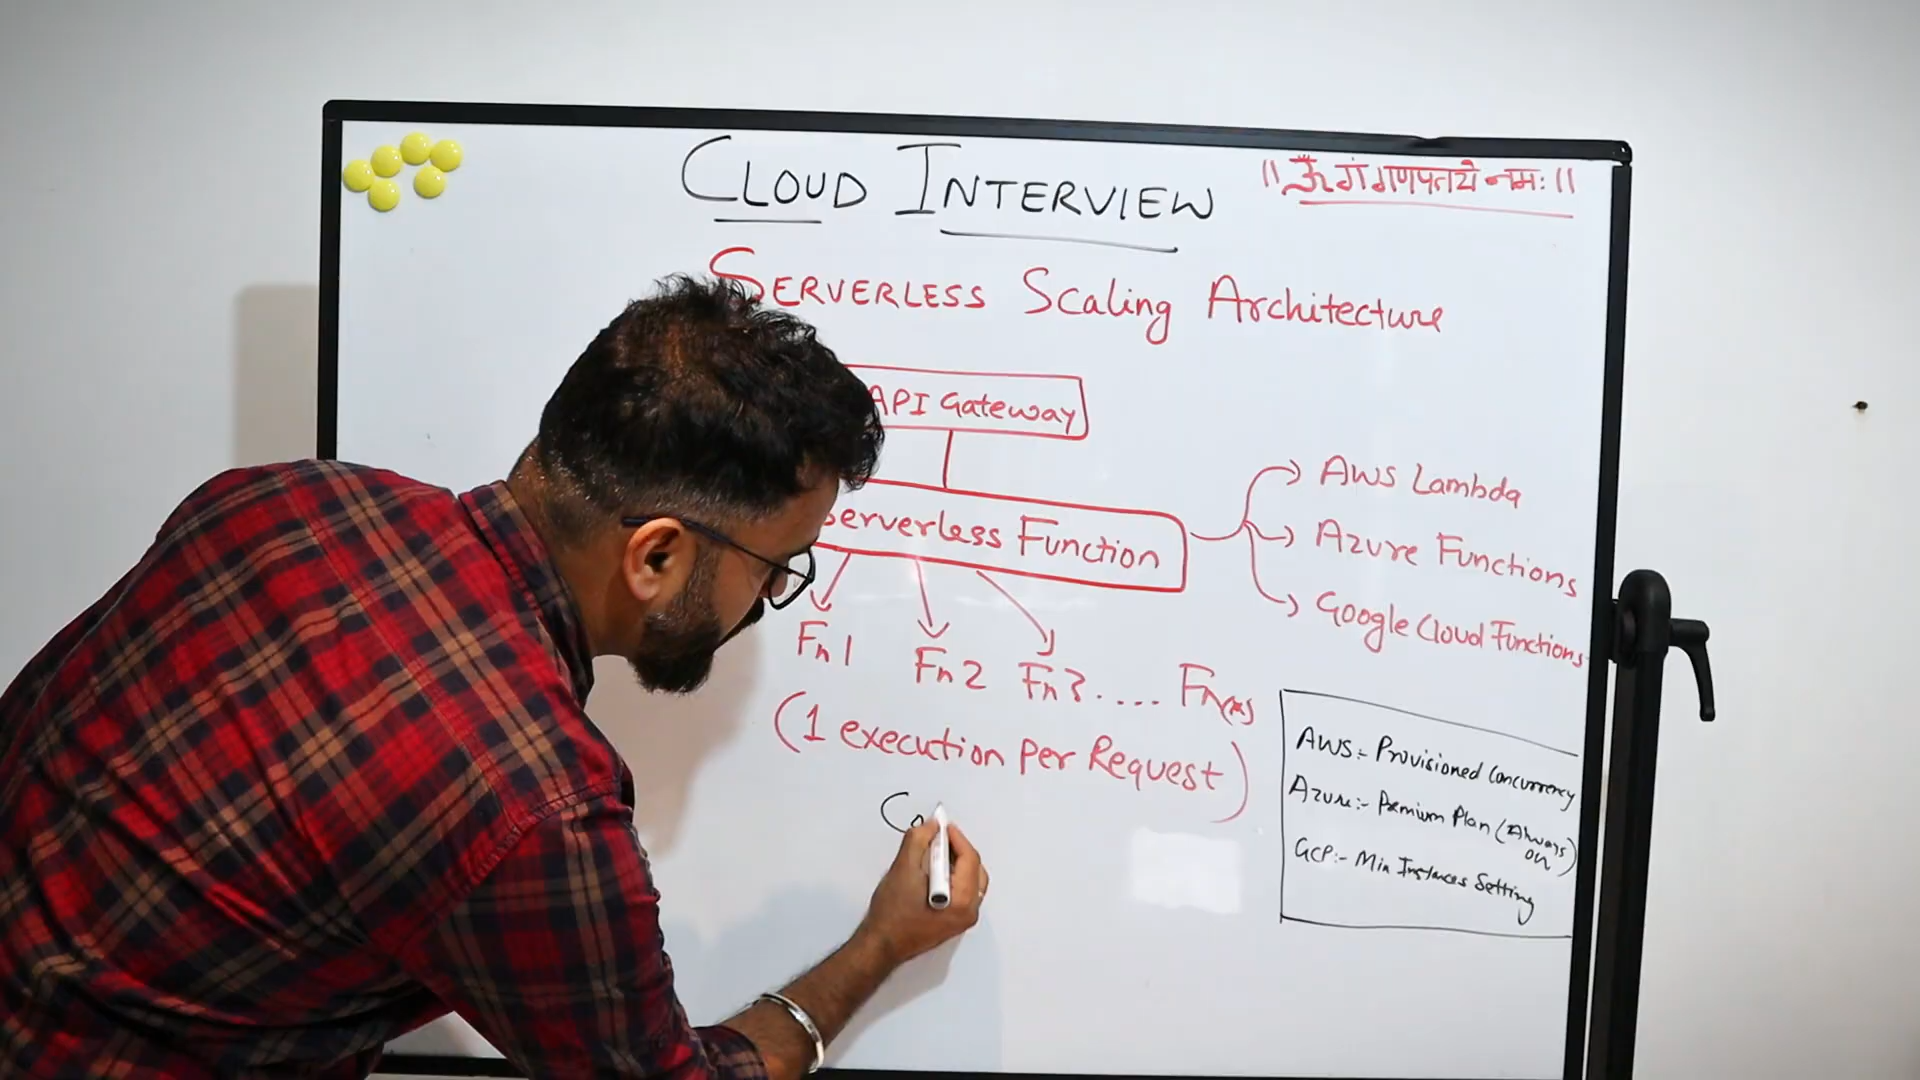 CLOUD INTERVIEW
॥ ॐ गं गणपतये नमः ॥
SERVERLESS Scaling Architecture
API Gateway
Serverless Function
AWS Lambda
Azure Functions
Google Cloud Functions
Fn1 Fn2 Fn3.... Fn(n)
(1 execution per Request)
AWS:- Provisioned Concurrency
Azure:- Premium Plan (Always on)
GCP:- Min Instances Setting
Co